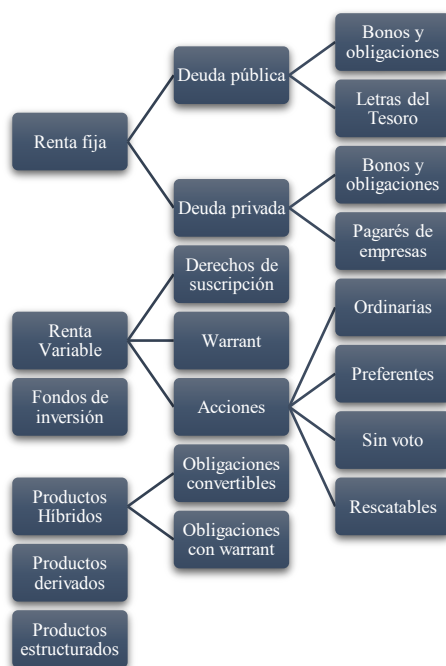 Renta fija
Deuda pública
Bonos y
obligaciones
Letras del
Tesoro
Deuda privada
Bonos y
obligaciones
Pagarés de
empresas
Renta
Variable
Derechos de
suscripción
Warrant
Acciones
Ordinarias
Preferentes
Sin voto
Rescatables
Fondos de
inversión
Productos
Híbridos
Obligaciones
convertibles
Obligaciones
con warrant
Productos
derivados
Productos
estructurados